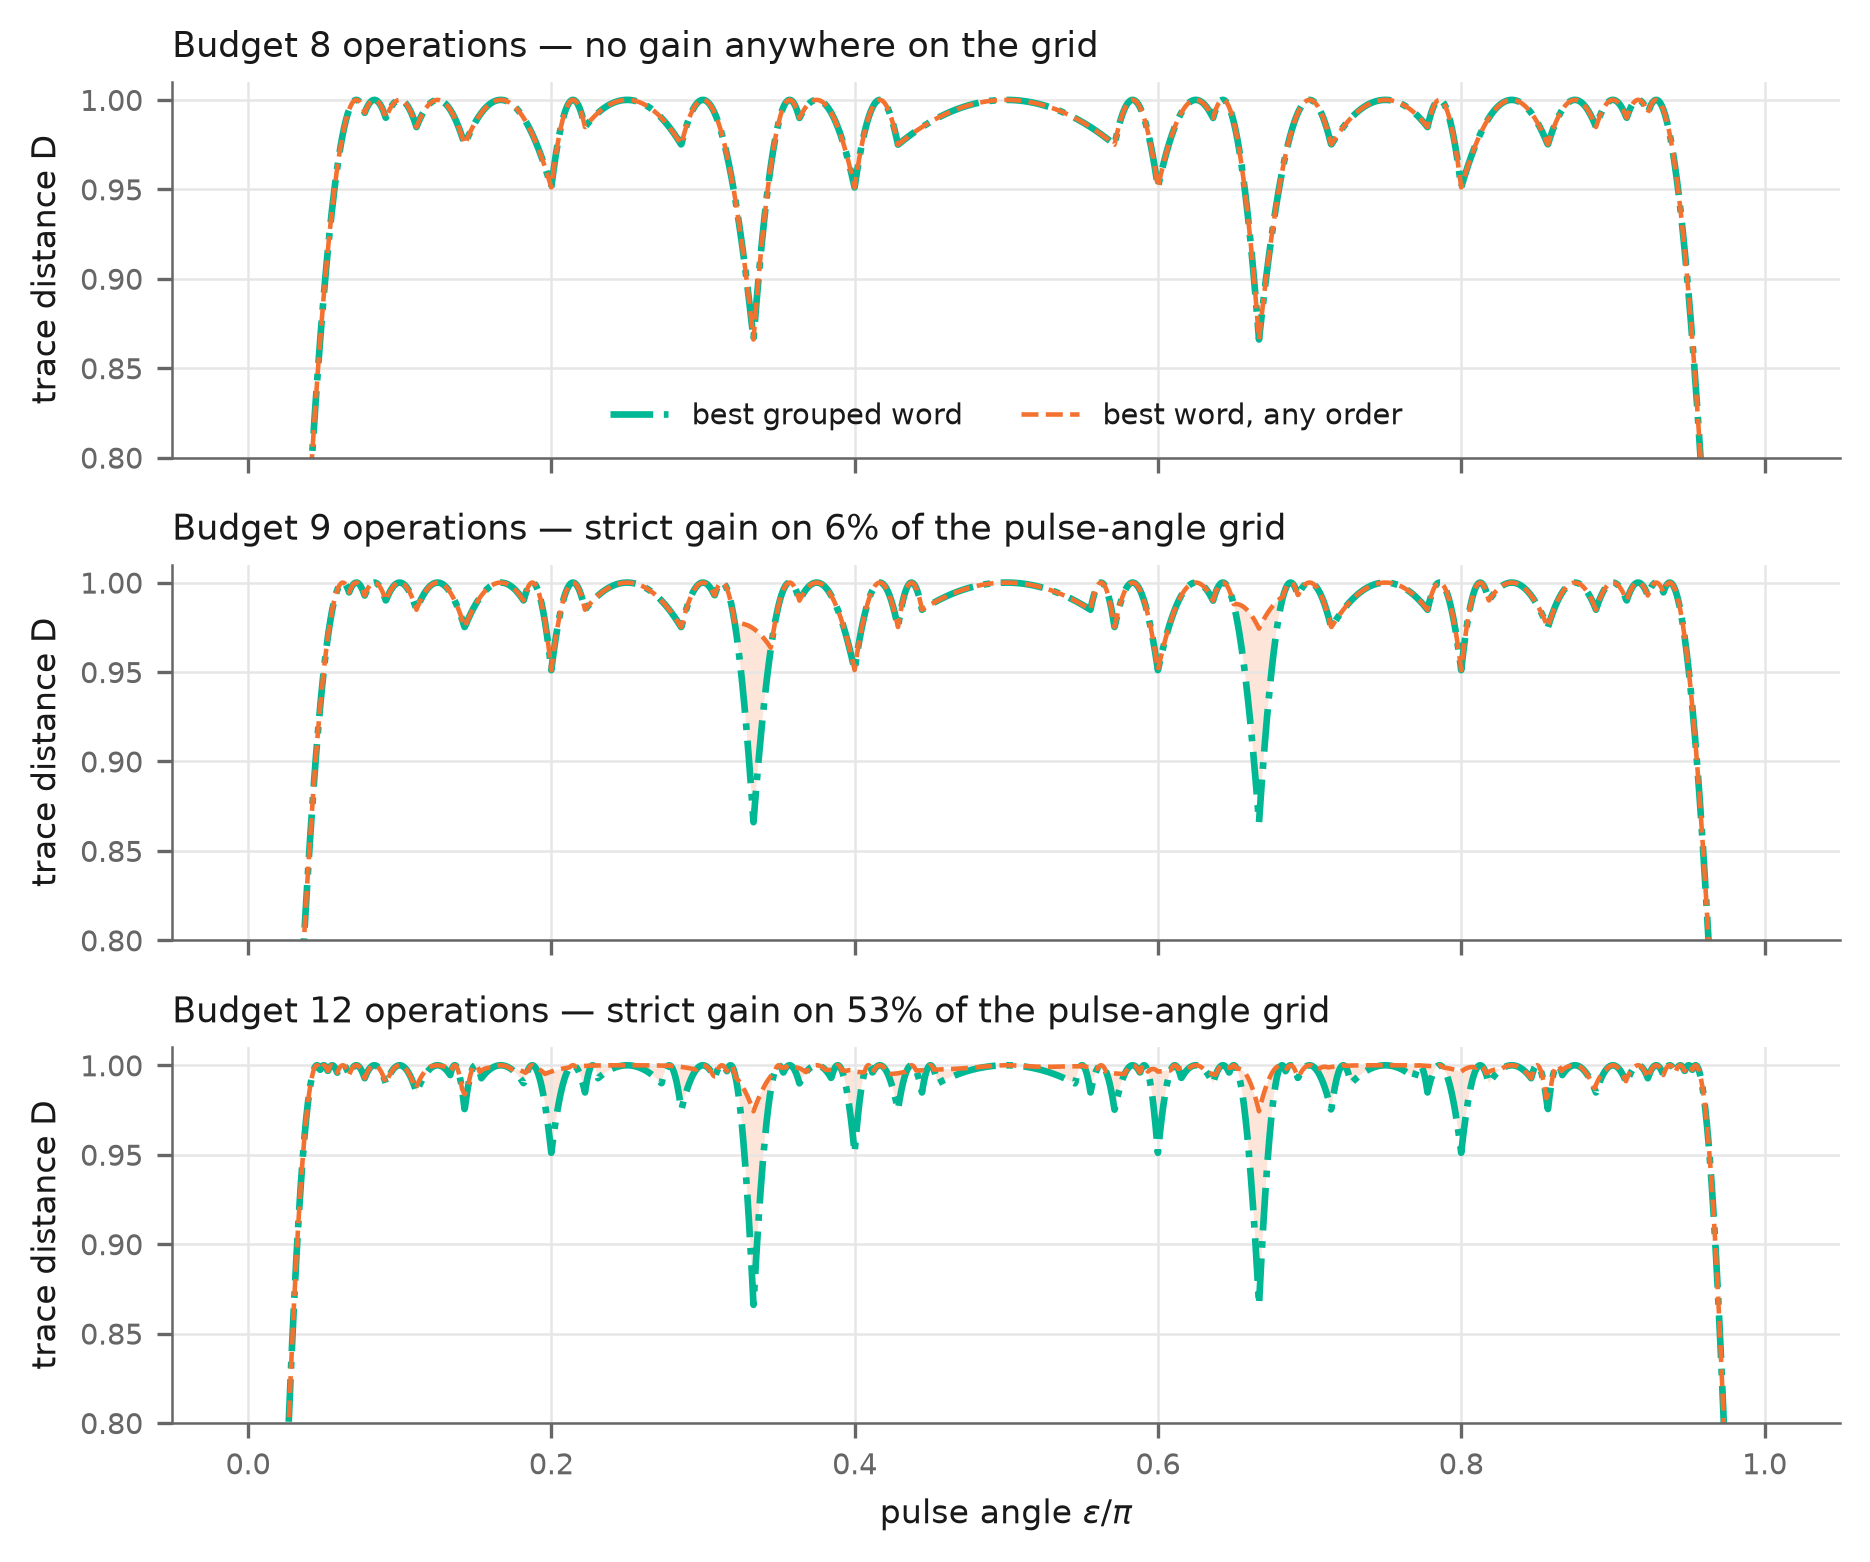 Budget 8 operations — no gain anywhere on the grid
trace distance D
1.00
0.95
0.90
0.85
0.80
best grouped word
best word, any order
Budget 9 operations — strict gain on 6% of the pulse-angle grid
trace distance D
1.00
0.95
0.90
0.85
0.80
Budget 12 operations — strict gain on 53% of the pulse-angle grid
trace distance D
1.00
0.95
0.90
0.85
0.80
0.0 0.2 0.4 0.6 0.8 1.0
pulse angle ε/π